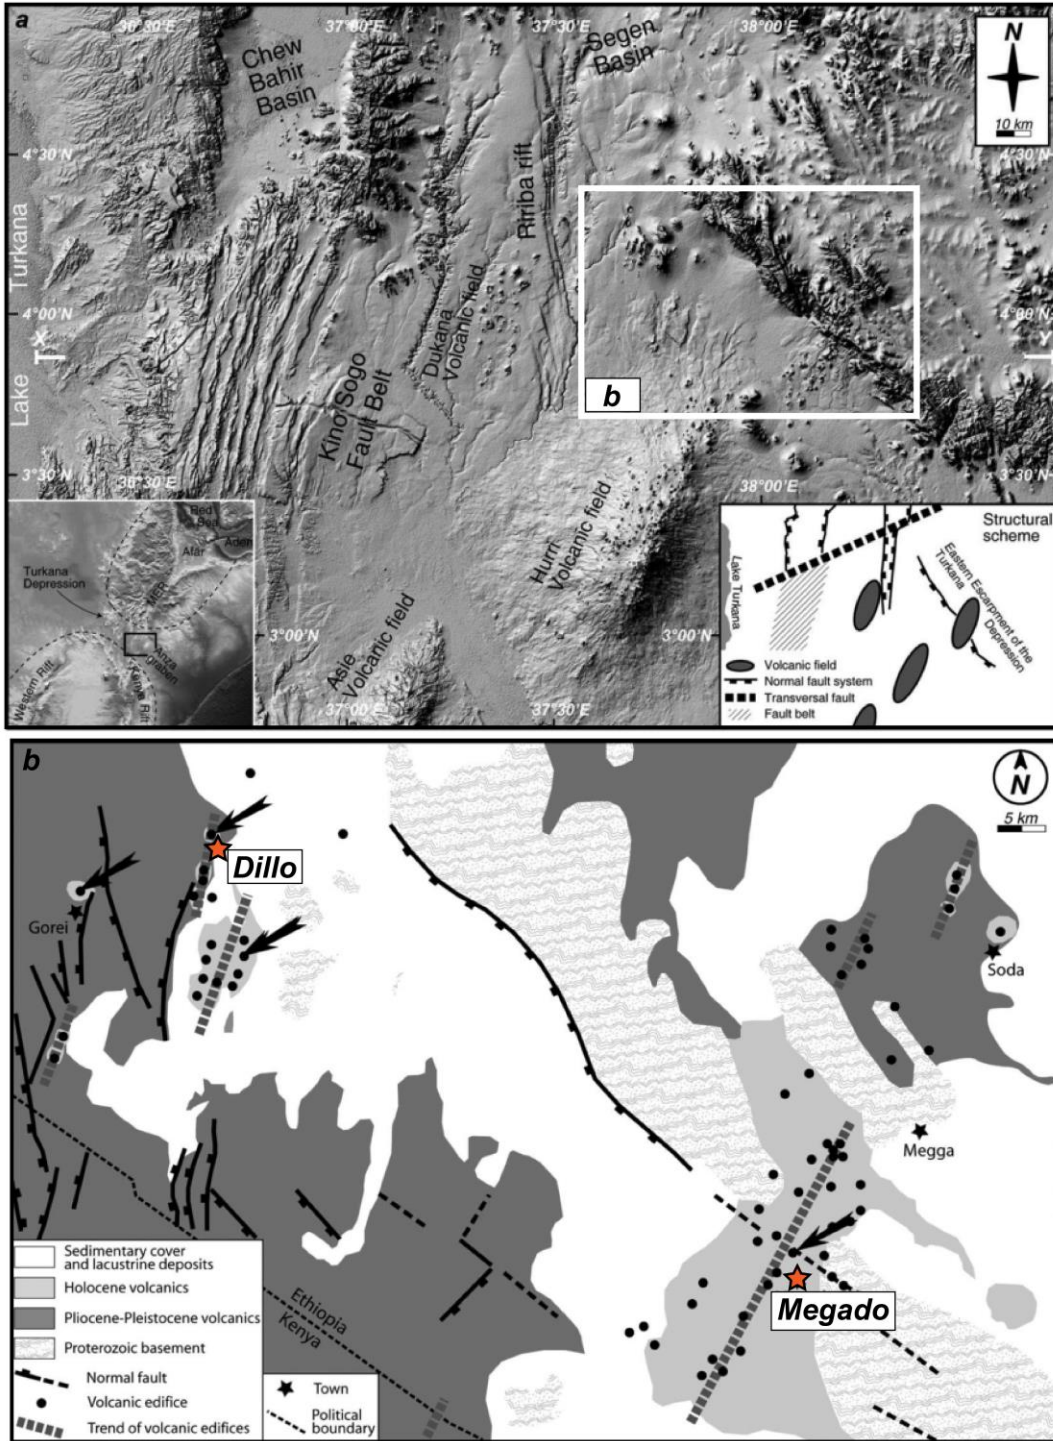 a
36°30'E
37°00'E
37°30'E
38°00'E
Chew
Bahir
Basin
Segen
Basin
N
10 km
4°30'N
4°30'N
Ririba rift
Turkana
Lake
X
Y
4°00'N
4°00'N
Dukana
Volcanic field
Kino Sogo
Fault Belt
b
3°30'N
36°30'E
38°00'E
3°30'N
Hurri
Volcanic field
Asie
Volcanic field
3°00'N
3°00'N
37°00'E
37°30'E
Red
Sea
Afar
Aden
Turkana
Depression
MER
Anza
graben
Western Rift
Kenya Rift
Structural
scheme
Lake Turkana
Eastern Escarpment of the
Turkana Depression
Volcanic field
Normal fault system
Transversal fault
Fault belt
b
N
5 km
Dillo
Gorei
Soda
Megga
Megado
Ethiopia
Kenya
Sedimentary cover
and lacustrine deposits
Holocene volcanics
Pliocene-Pleistocene volcanics
Proterozoic basement
Normal fault
Volcanic edifice
Trend of volcanic edifices
Town
Political
boundary